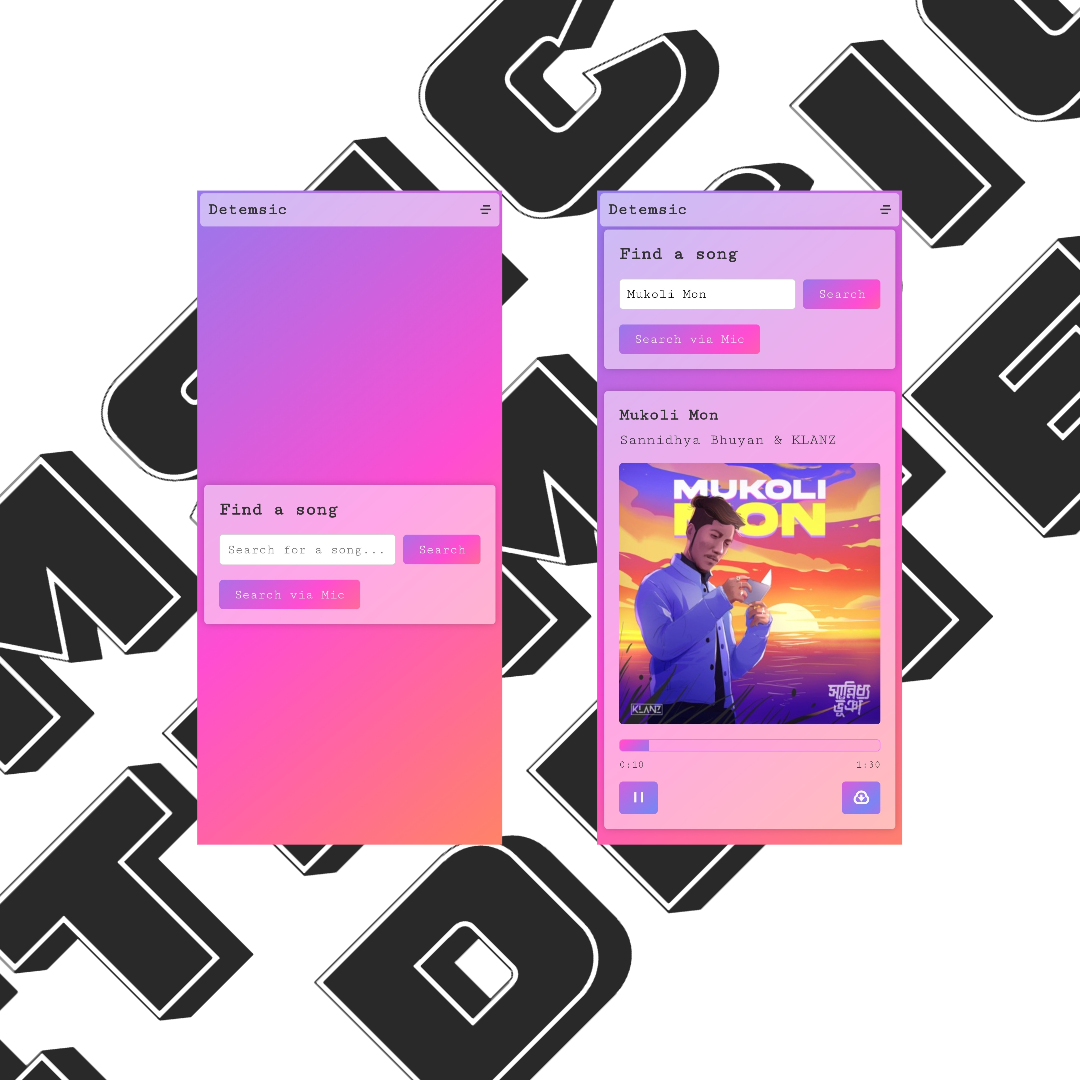 Detemsic
Find a song
Search for a song...
Search
Search via Mic
Detemsic
Find a song
Mukoli Mon
Search
Search via Mic
Mukoli Mon
Sannidhya Bhuyan & KLANZ
MUKOLI
MON
KLANZ
সান্নিধ্য
ভূঞা
0:10
1:30